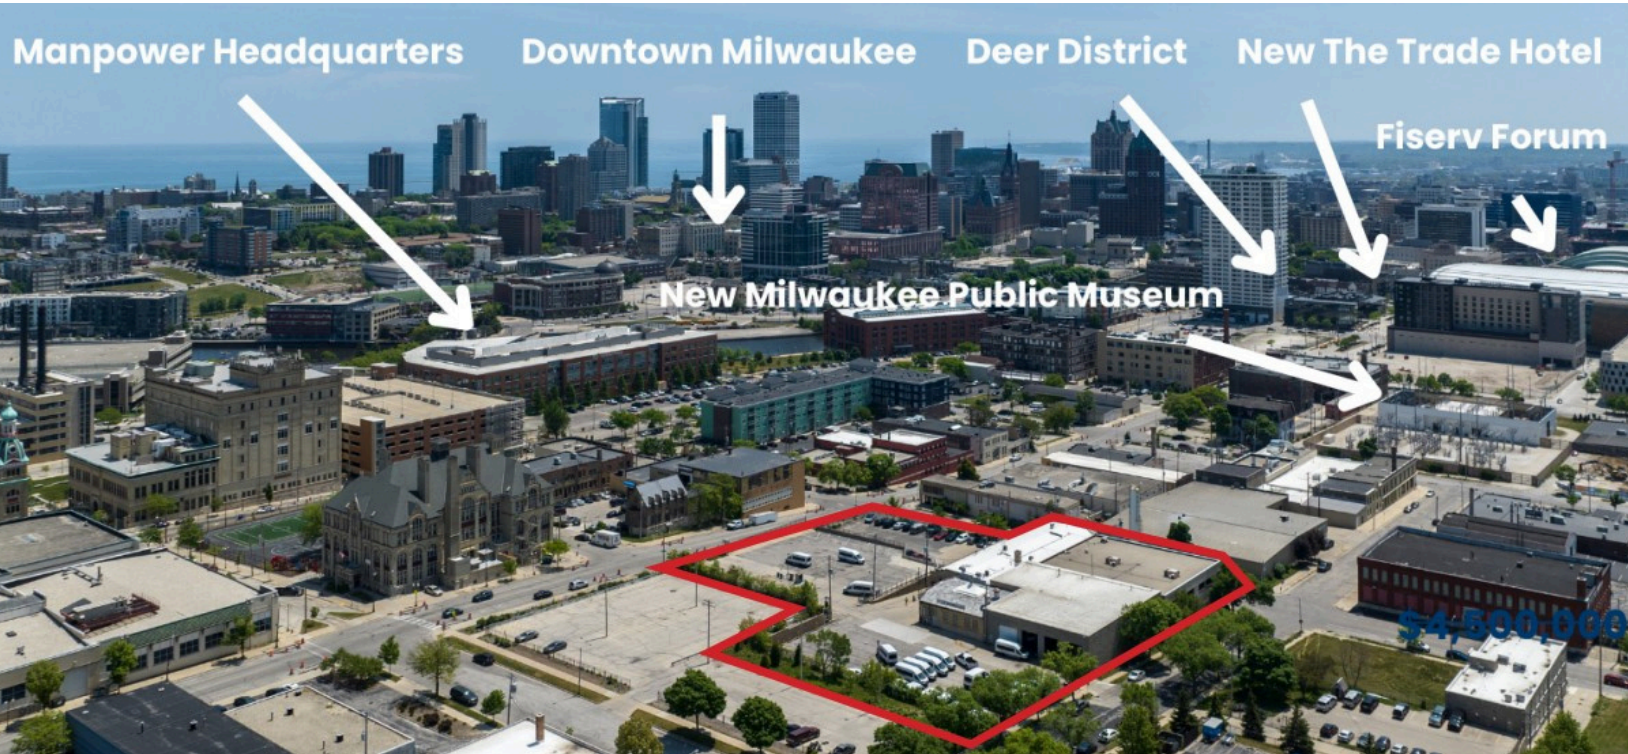 Manpower Headquarters
Downtown Milwaukee
Deer District
New The Trade Hotel
Fiserv Forum
New Milwaukee Public Museum
$4,500,000